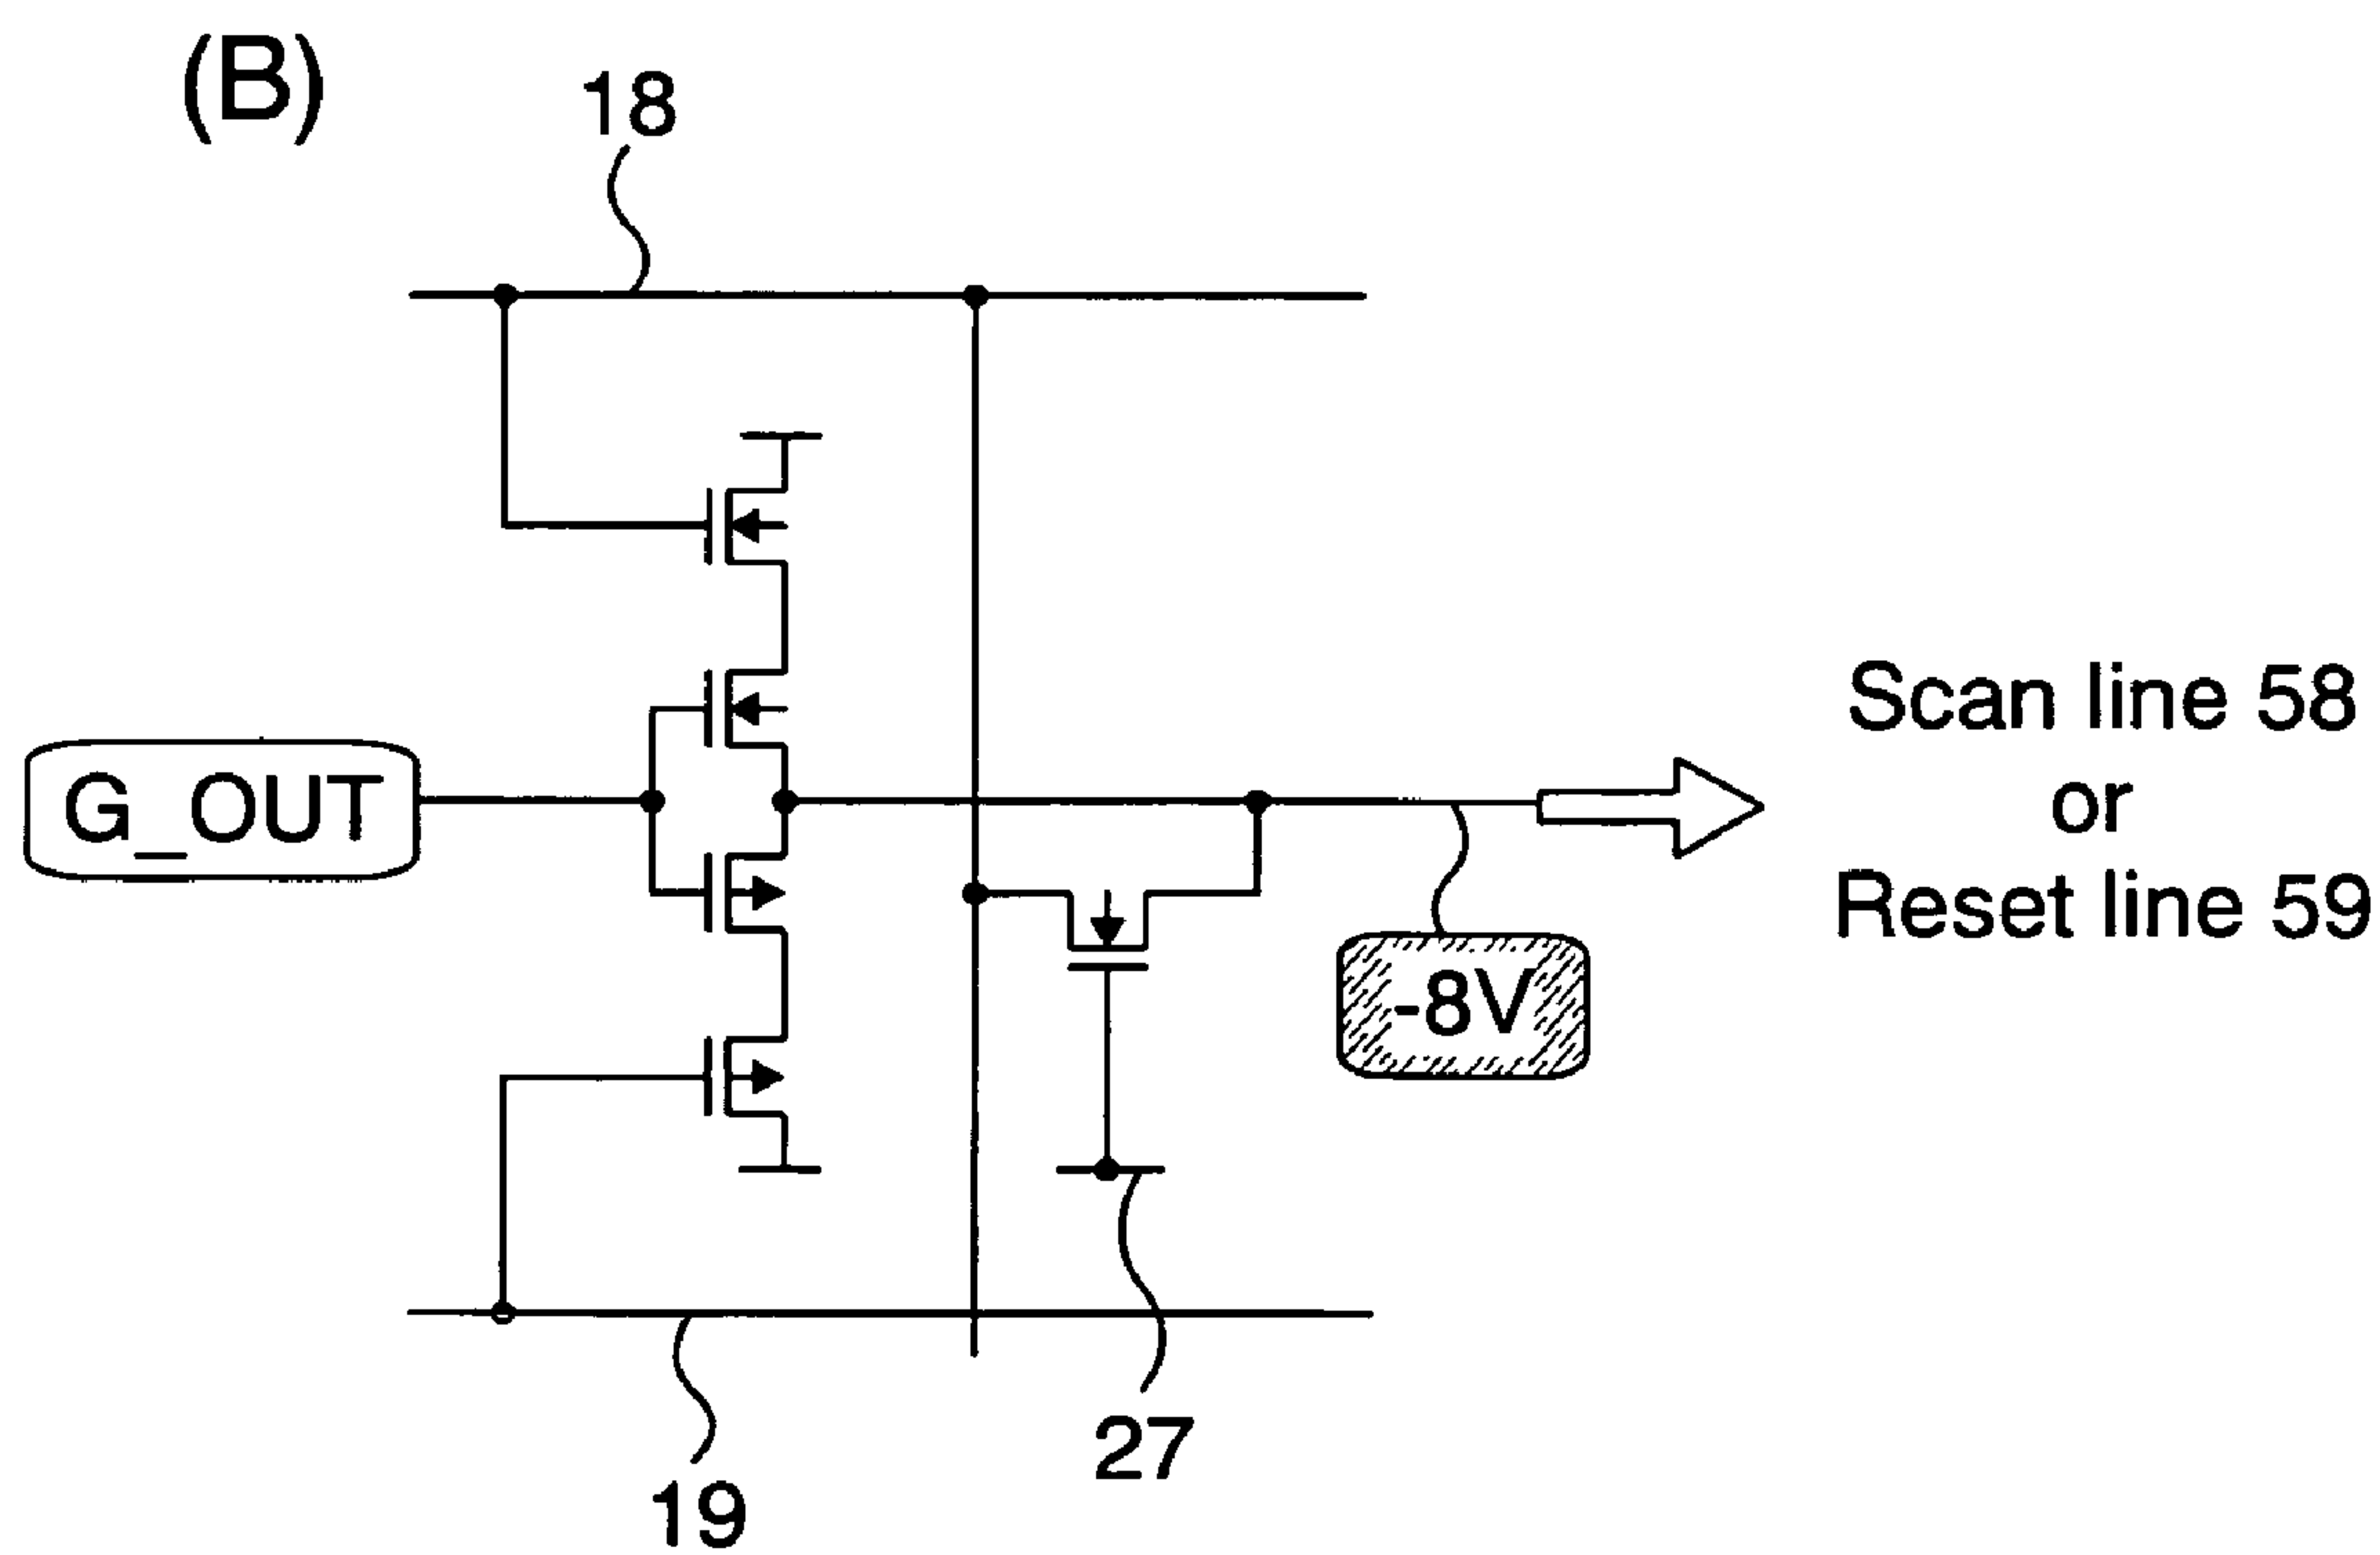 (B)
18
G_OUT
Scan line 58
or
Reset line 59
-8V
27
19